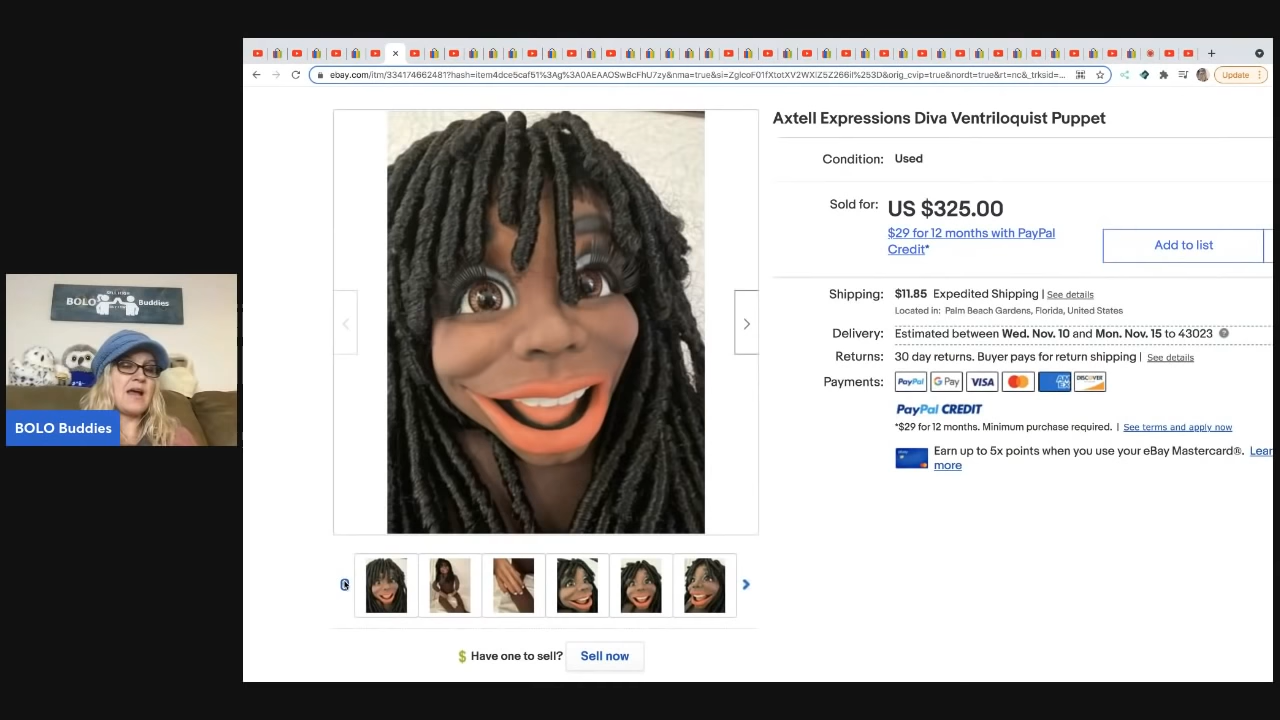 ebay.com/itm/334174662481?hash=item4dce5caf51%3Ag%3A0AEAAOSwBcFhU7zy&nma=true&si=ZglcoF01fXtotXV2WXIZ5Z266iI%253D&orig_cvip=true&nordt=true&rt=nc&_trksid=...
Update
Axtell Expressions Diva Ventriloquist Puppet
Condition: Used
Sold for: US $325.00
$29 for 12 months with PayPal
Credit*
Add to list
Shipping: $11.85 Expedited Shipping | See details
Located in: Palm Beach Gardens, Florida, United States
Delivery: Estimated between Wed. Nov. 10 and Mon. Nov. 15 to 43023
Returns: 30 day returns. Buyer pays for return shipping | See details
Payments: PayPal G Pay VISA DISCOVER
PayPal CREDIT
*$29 for 12 months. Minimum purchase required. | See terms and apply now
Earn up to 5x points when you use your eBay Mastercard®. Lear
more
Have one to sell? Sell now
BOLO Buddies
BOLO Buddies